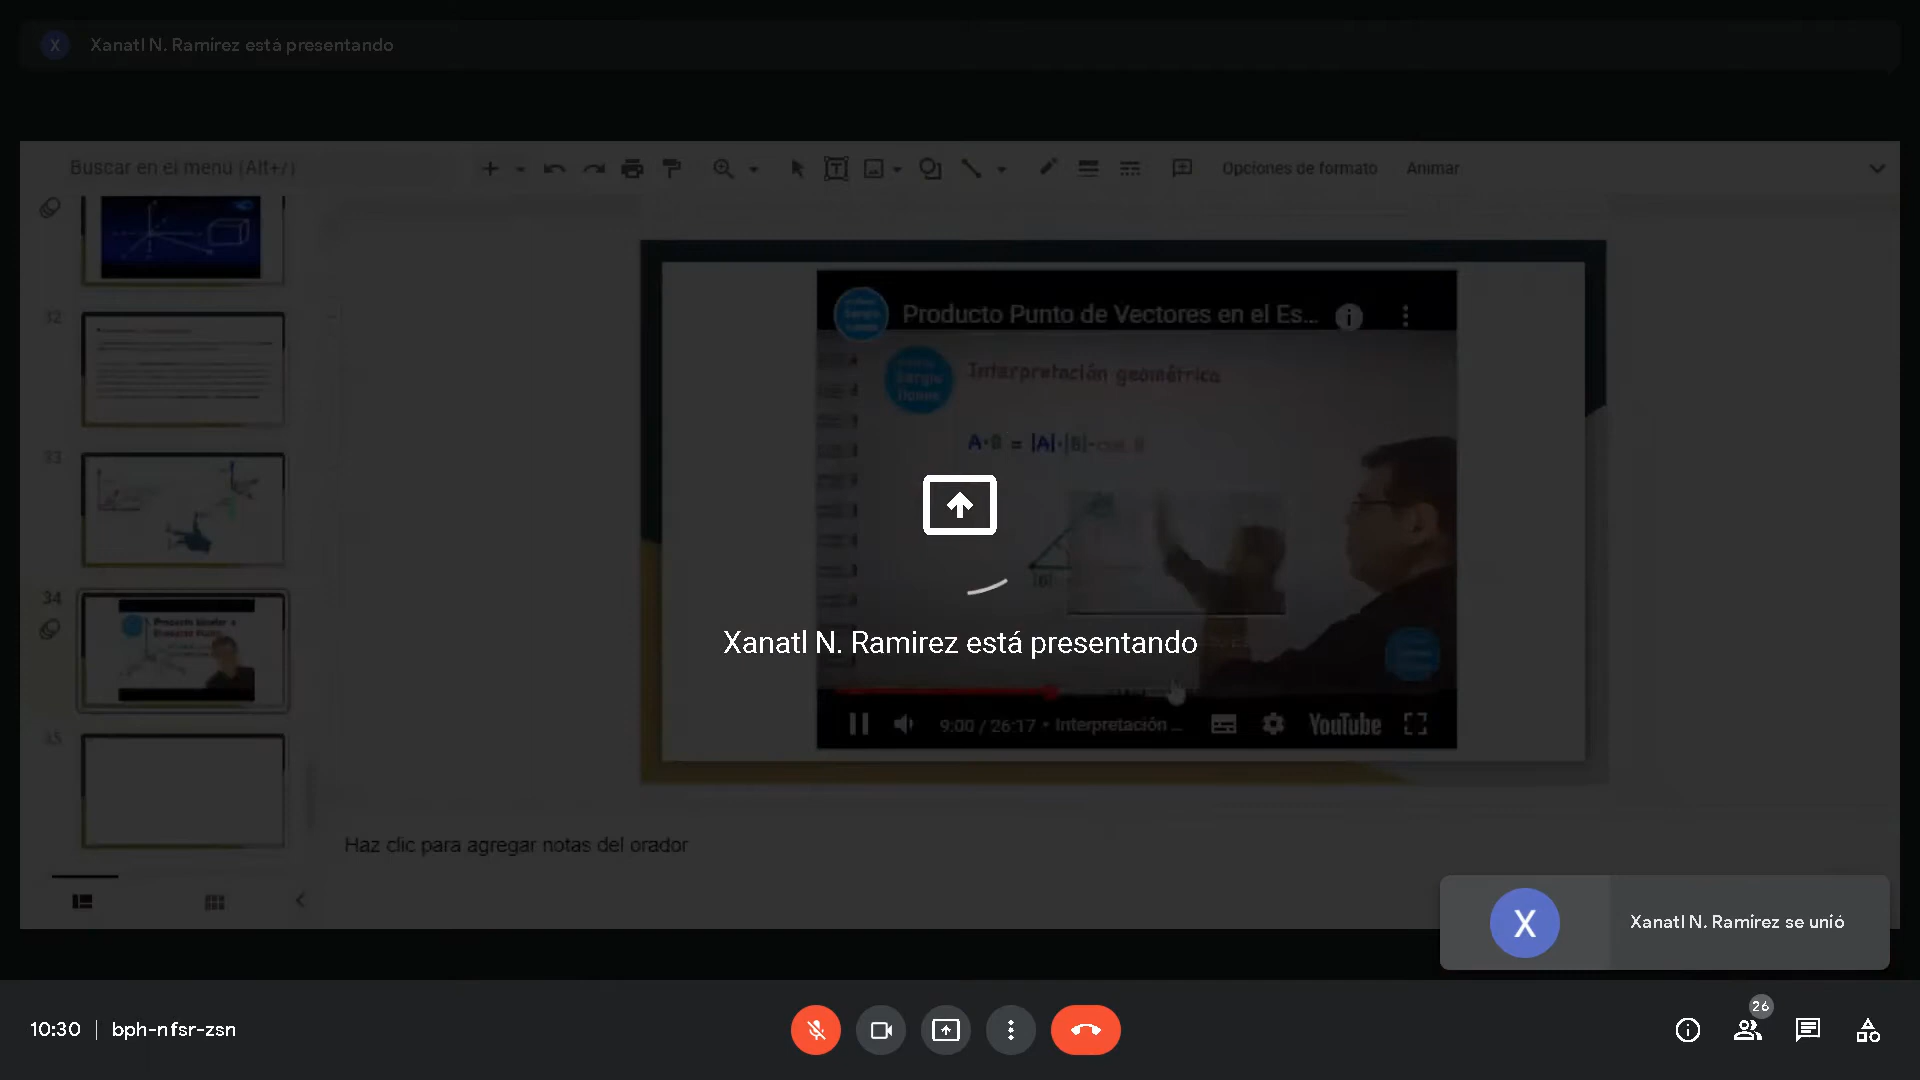 X Xanatl N. Ramirez está presentando
Buscar en el menú (Alt+/)
Opciones de formato
Animar
32
33
34
35
Producto Punto de Vectores en el Es...
Interpretación geométrica
A·B = |A|·|B|·cos θ
|B|
Xanatl N. Ramirez está presentando
9:00 / 26:17 • Interpretación ...
YouTube
Haz clic para agregar notas del orador
X Xanatl N. Ramirez se unió
10:30 | bph-nfsr-zsn
26